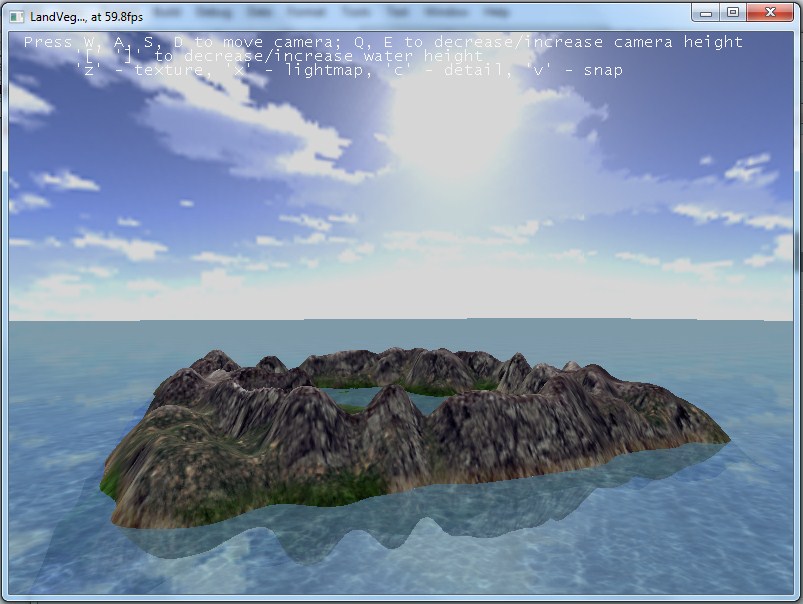 LandVeg..., at 59.8fps
Press W, A, S, D to move camera; Q, E to decrease/increase camera height
'[', ']' to decrease/increase water height
'z' - texture, 'x' - lightmap, 'c' - detail, 'v' - snap